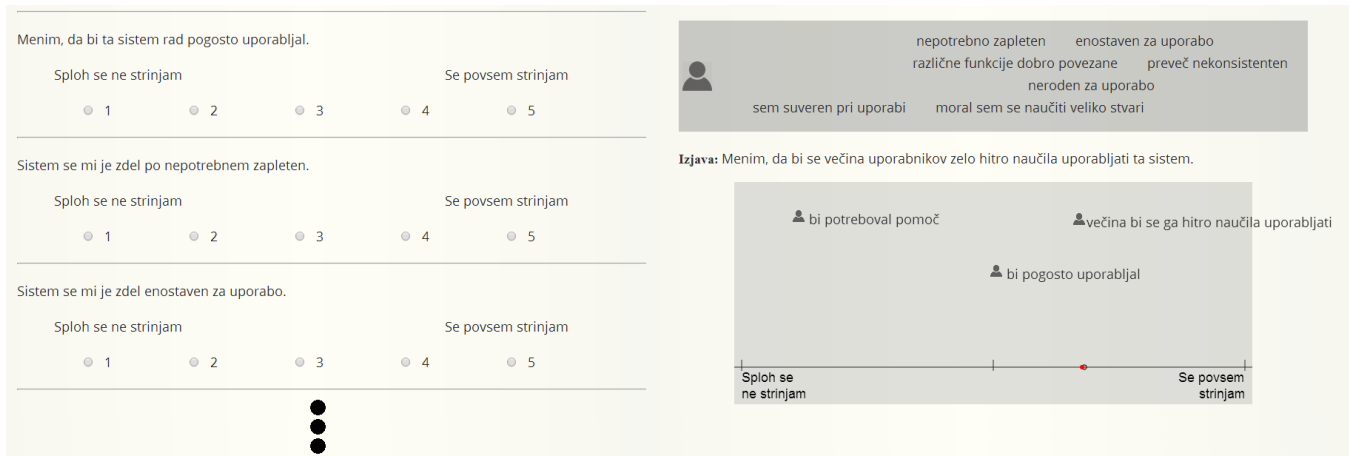 Menim, da bi ta sistem rad pogosto uporabljal.
Sploh se ne strinjam Se povsem strinjam
1 2 3 4 5
Sistem se mi je zdel po nepotrebnem zapleten.
Sploh se ne strinjam Se povsem strinjam
1 2 3 4 5
Sistem se mi je zdel enostaven za uporabo.
Sploh se ne strinjam Se povsem strinjam
1 2 3 4 5
nepotrebno zapleten enostaven za uporabo
različne funkcije dobro povezane preveč nekonsistenten
neroden za uporabo
sem suveren pri uporabi moral sem se naučiti veliko stvari
Izjava: Menim, da bi se večina uporabnikov zelo hitro naučila uporabljati ta sistem.
bi potreboval pomoč večina bi se ga hitro naučila uporabljati
bi pogosto uporabljal
Sploh se Se povsem
ne strinjam strinjam